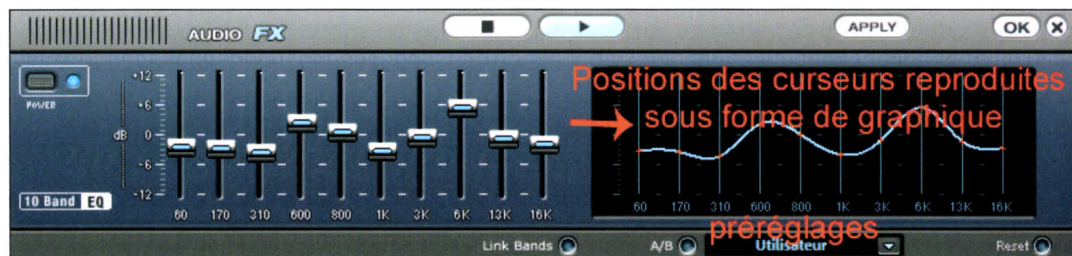 AUDIO FX
APPLY
OK
POWER
+12
+6
dB
0
-6
-12
10 Band EQ
60 170 310 600 800 1K 3K 6K 13K 16K
Positions des curseurs reproduites
sous forme de graphique
60 170 310 600 800 1K 3K 6K 13K 16K
préréglages
Link Bands
A/B
Utilisateur
Reset